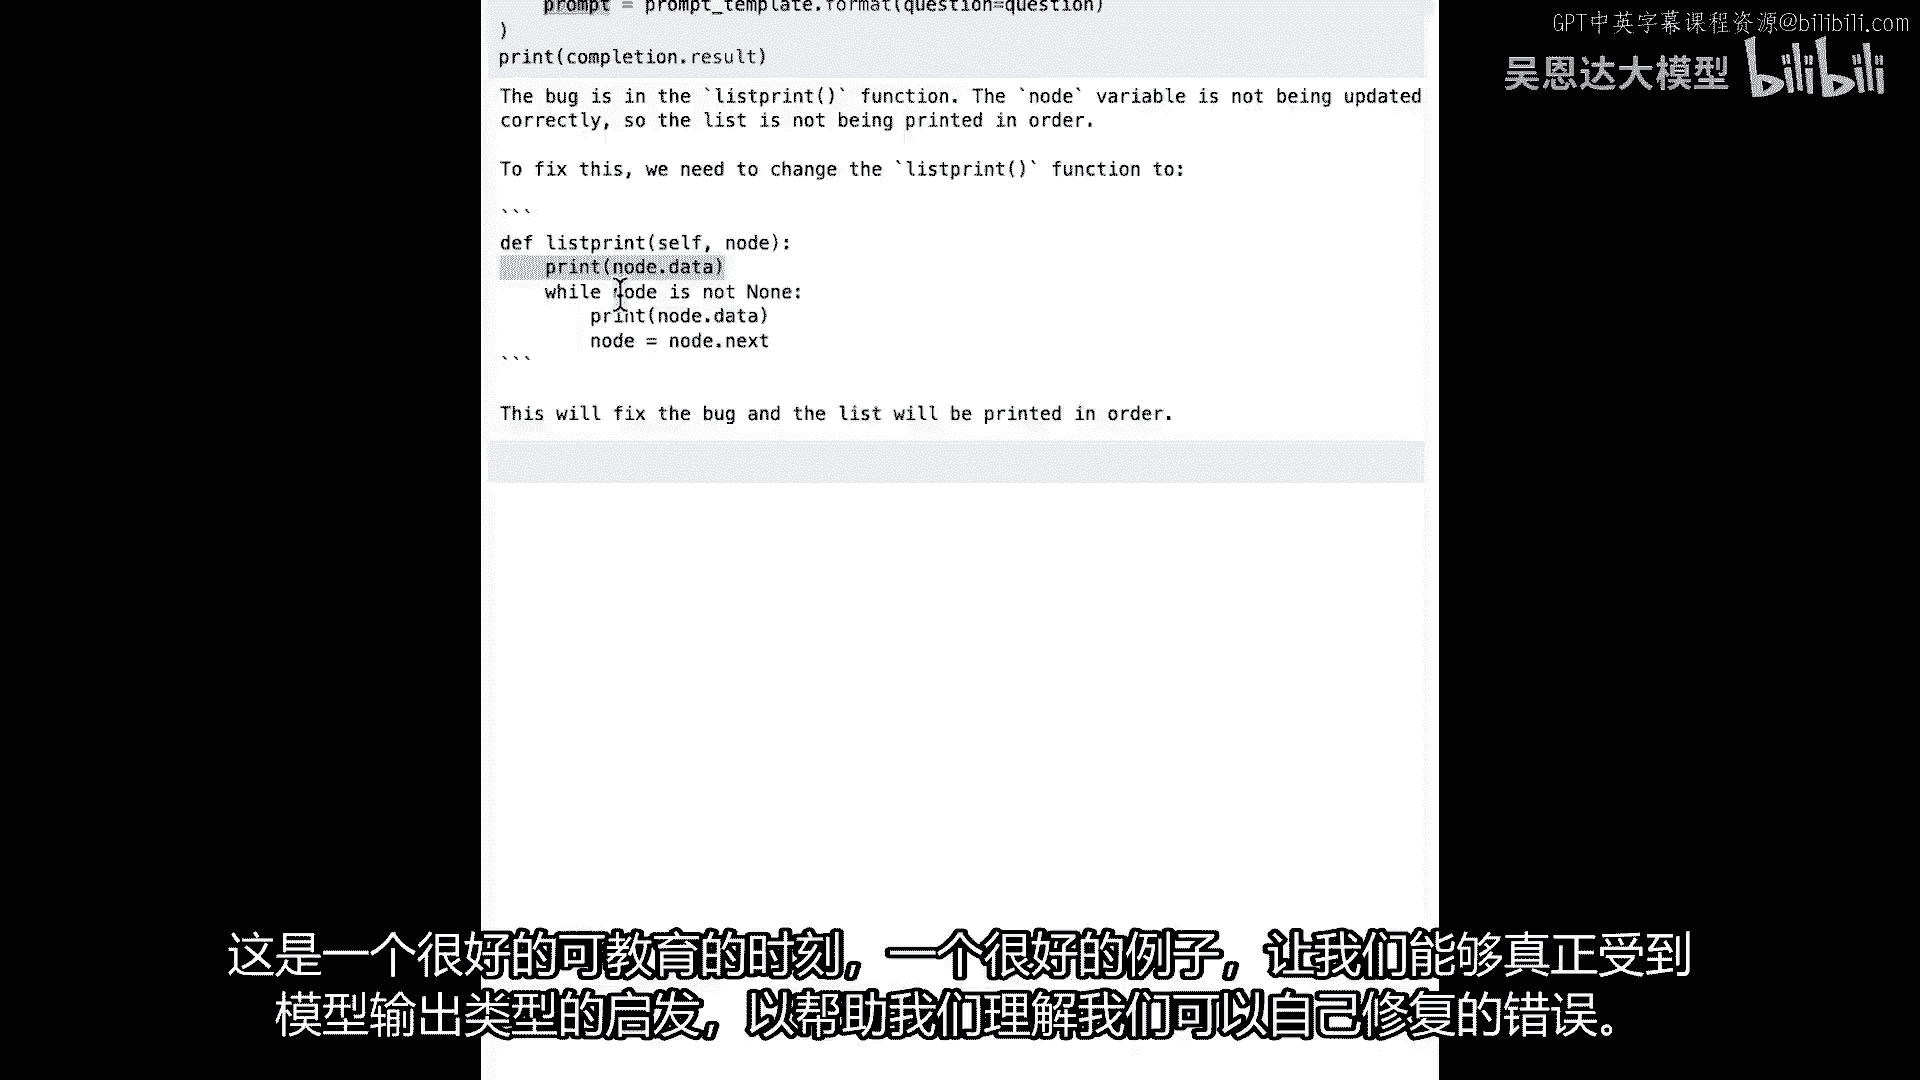 prompt = prompt_template.format(question=question)
)
print(completion.result)
GPT中英字幕课程资源@bilibili.com
吴恩达大模型 bilibili
The bug is in the `listprint()` function. The `node` variable is not being updated
correctly, so the list is not being printed in order.
To fix this, we need to change the `listprint()` function to:
```
def listprint(self, node):
    print(node.data)
    while node is not None:
        print(node.data)
        node = node.next
```
This will fix the bug and the list will be printed in order.
这是一个很好的可教育的时刻，一个很好的例子，让我们能够真正受到
模型输出类型的启发，以帮助我们理解我们可以自己修复的错误。